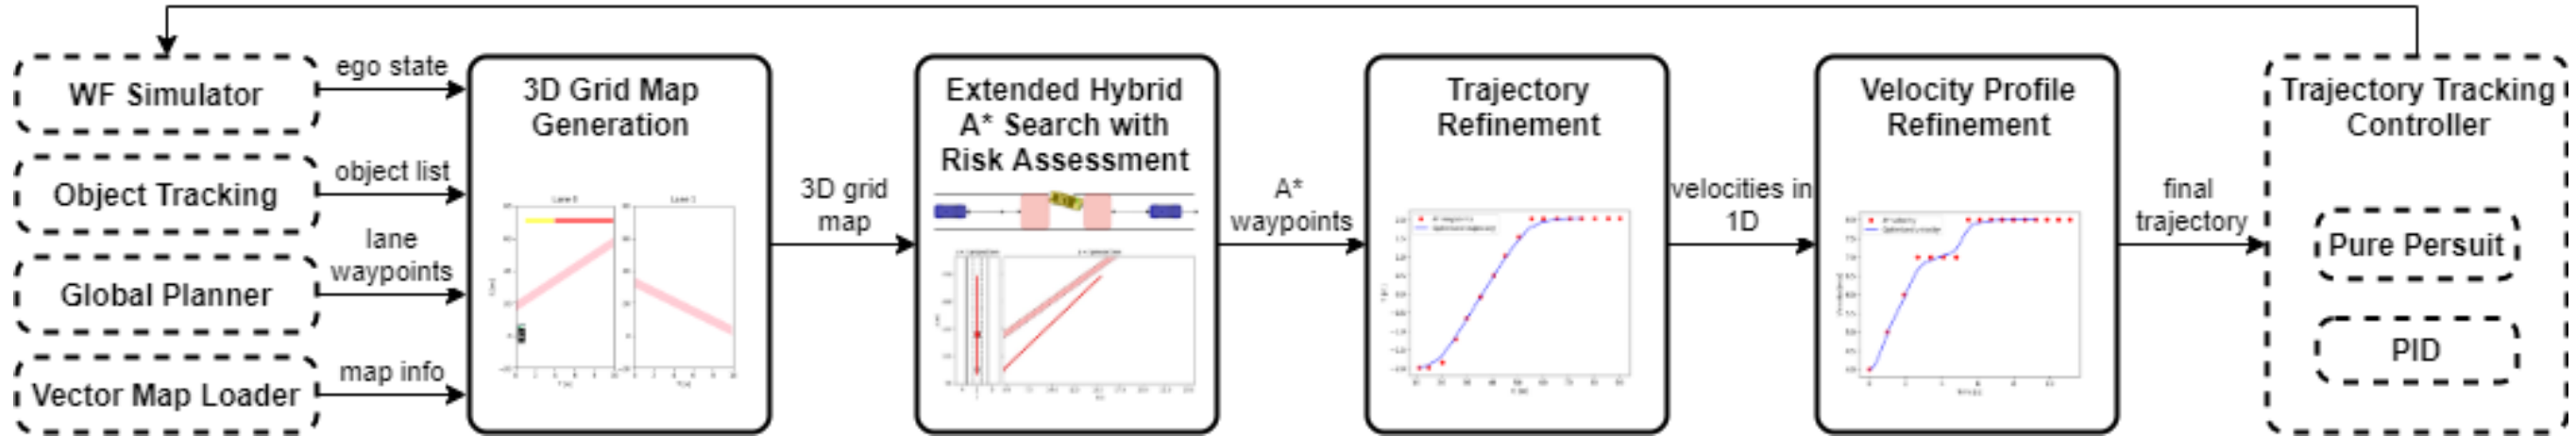 WF Simulator
Object Tracking
Global Planner
Vector Map Loader
ego state
object list
lane
waypoints
map info
3D Grid Map
Generation
3D grid
map
Extended Hybrid
A* Search with
Risk Assessment
A*
waypoints
Trajectory
Refinement
velocities in
1D
Velocity Profile
Refinement
final
trajectory
Trajectory Tracking
Controller
Pure Persuit
PID